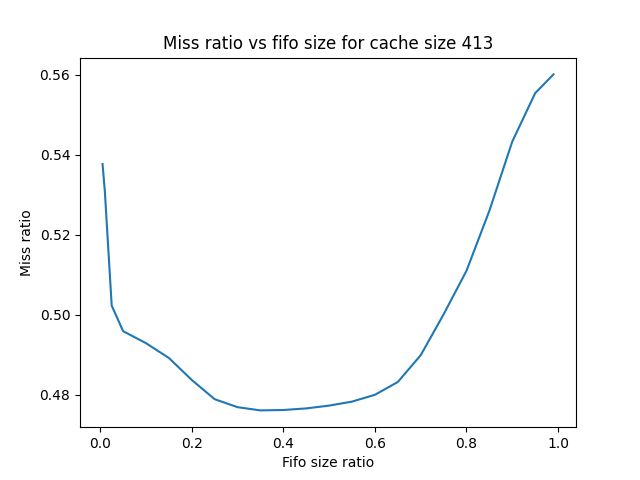 Miss ratio vs fifo size for cache size 413
0.56
0.54
0.52
0.50
0.48
Miss ratio
0.0 0.2 0.4 0.6 0.8 1.0
Fifo size ratio